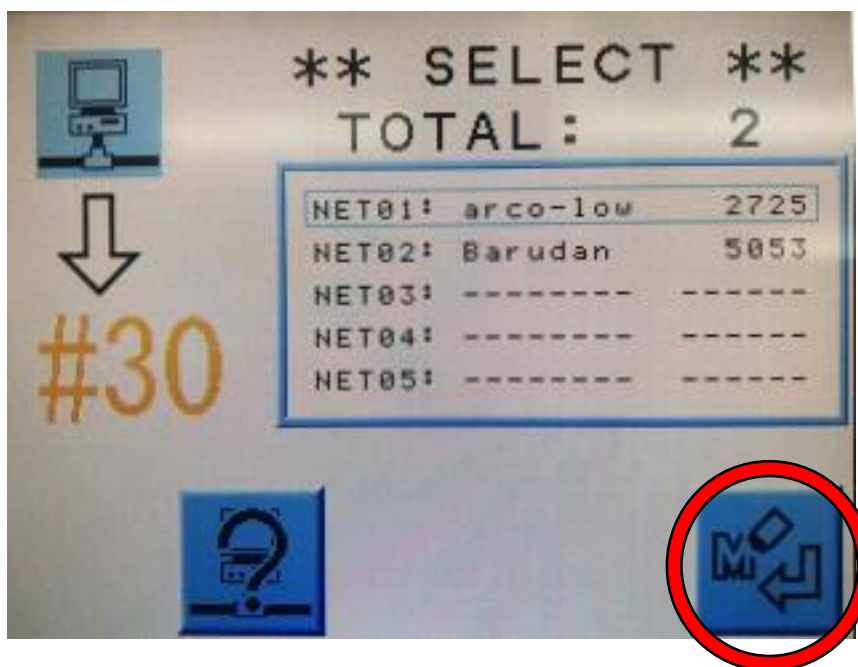 ** SELECT **
TOTAL: 2
NET01: arco-low 2725
NET02: Barudan 5053
NET03: -------- ------
NET04: -------- ------
NET05: -------- ------
#30
?
M